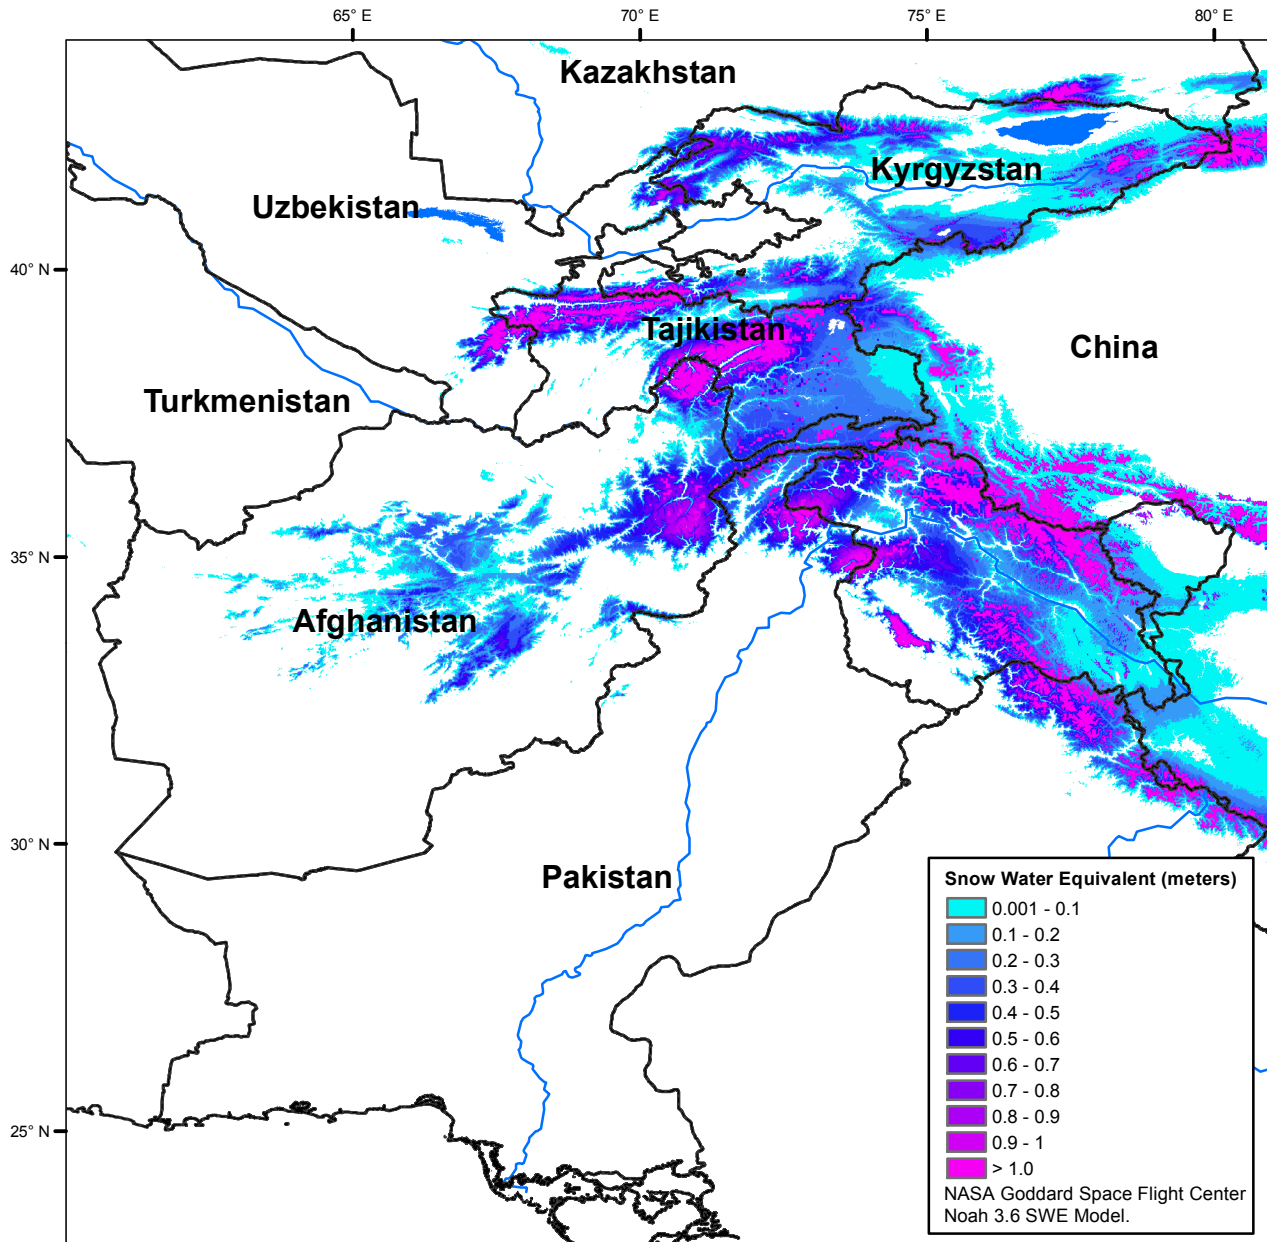 65° E
70° E
75° E
80° E
Kazakhstan
Kyrgyzstan
Uzbekistan
40° N
Tajikistan
China
Turkmenistan
35° N
Afghanistan
30° N
Pakistan
25° N
Snow Water Equivalent (meters)
0.001 - 0.1
0.1 - 0.2
0.2 - 0.3
0.3 - 0.4
0.4 - 0.5
0.5 - 0.6
0.6 - 0.7
0.7 - 0.8
0.8 - 0.9
0.9 - 1
> 1.0
NASA Goddard Space Flight Center
Noah 3.6 SWE Model.